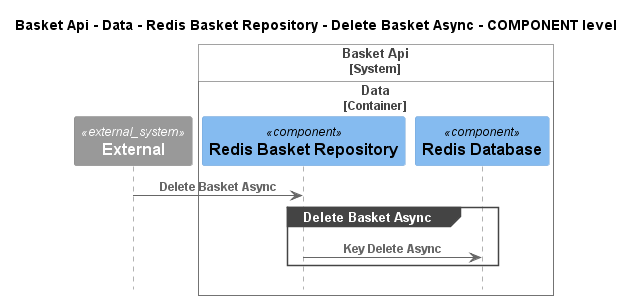 Basket Api - Data - Redis Basket Repository - Delete Basket Async - COMPONENT level
Basket Api
[System]
Data
[Container]
«external_system»
External
«component»
Redis Basket Repository
«component»
Redis Database
Delete Basket Async
Delete Basket Async
Key Delete Async